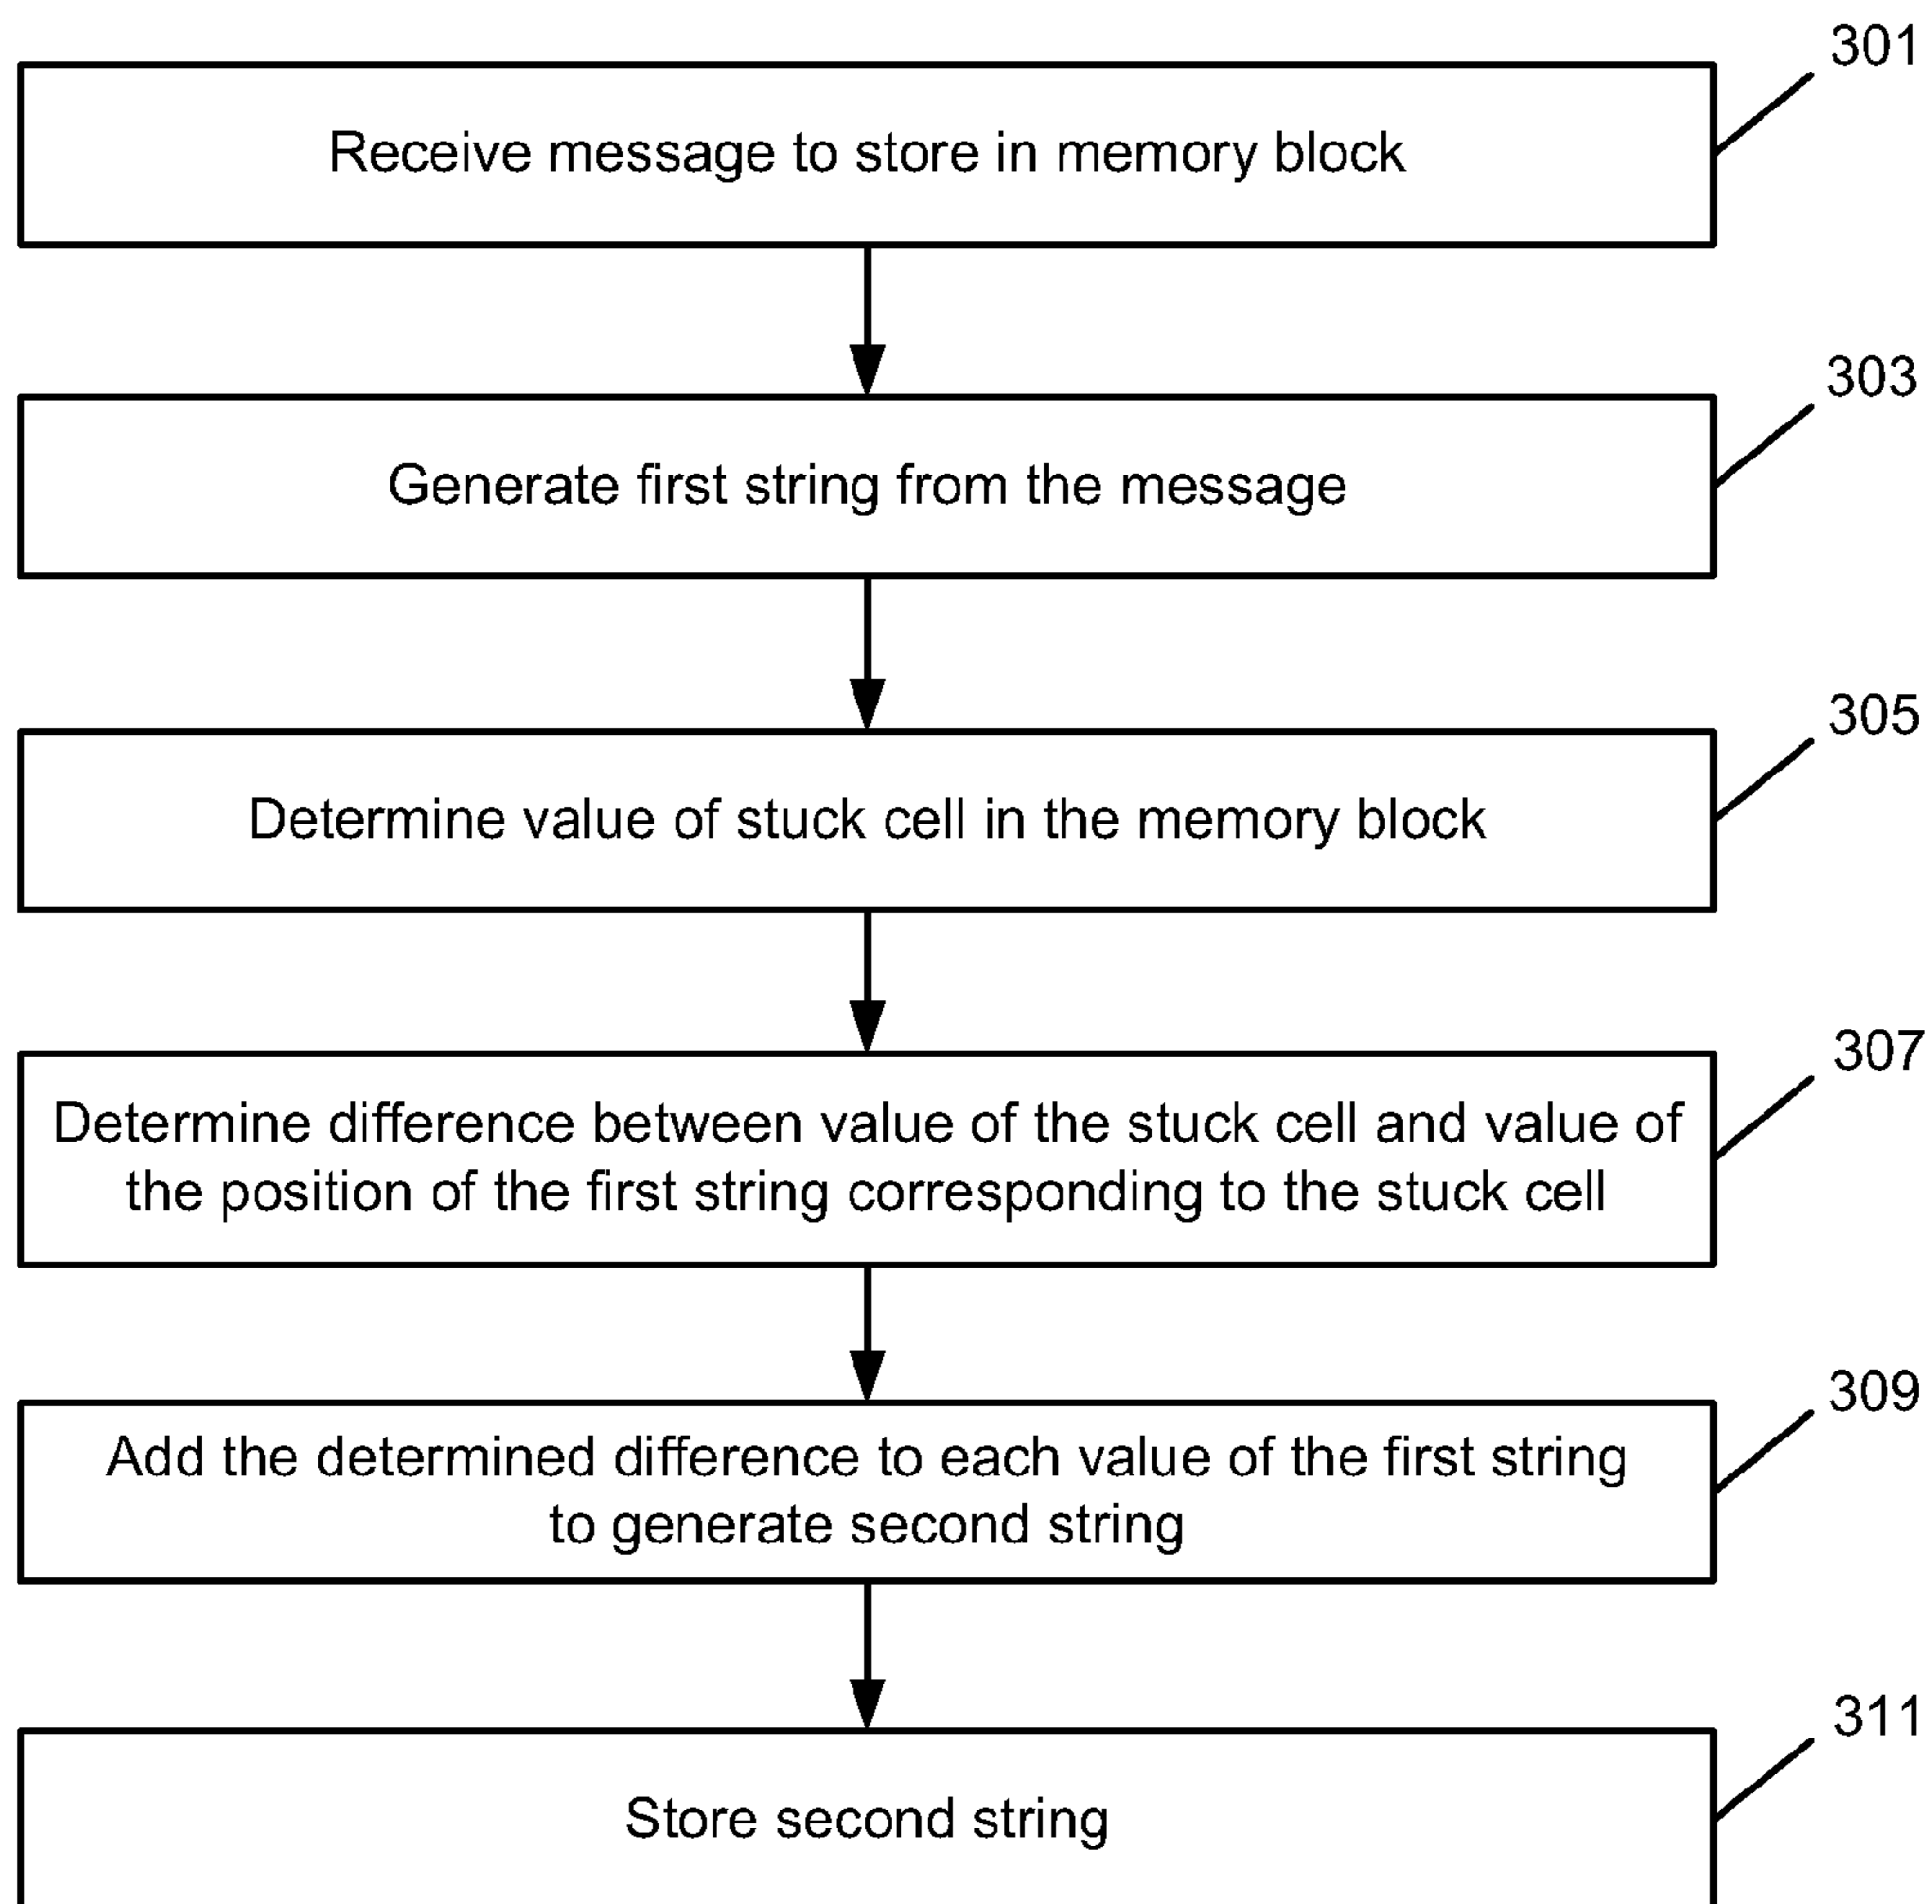 301
Receive message to store in memory block
303
Generate first string from the message
305
Determine value of stuck cell in the memory block
307
Determine difference between value of the stuck cell and value of
the position of the first string corresponding to the stuck cell
309
Add the determined difference to each value of the first string
to generate second string
311
Store second string